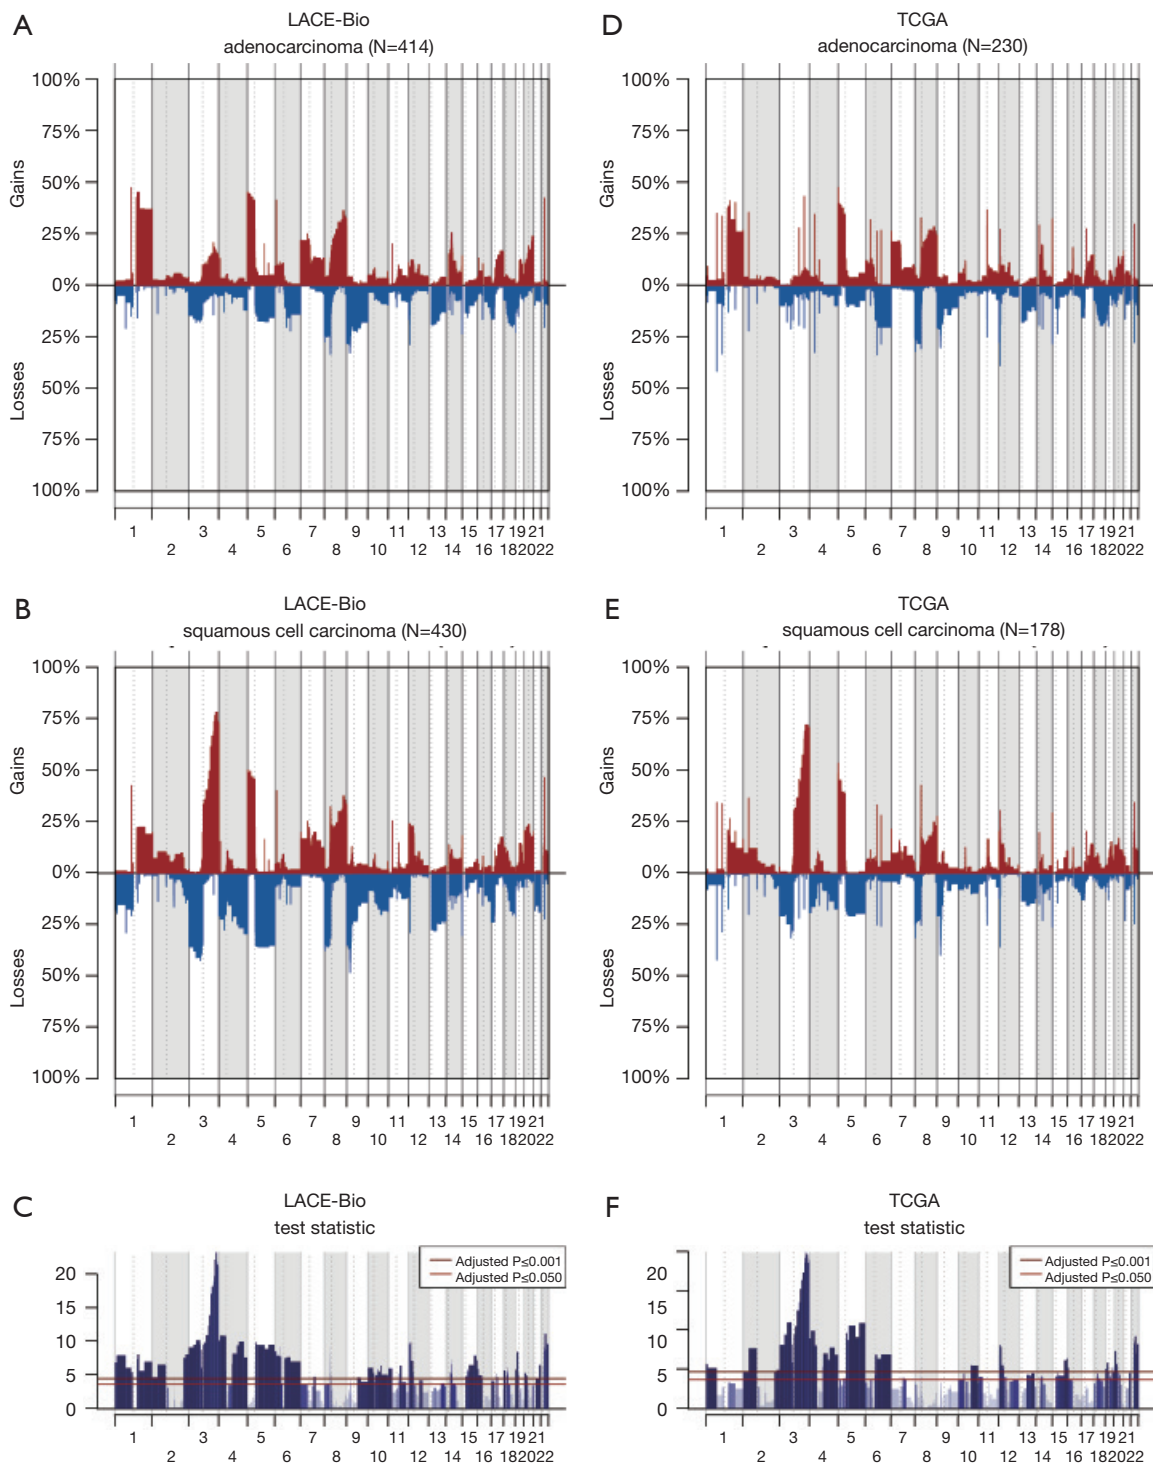 A
LACE-Bio
adenocarcinoma (N=414)
100%
75%
50%
25%
0%
25%
50%
75%
100%
Gains
Losses
1 3 5 7 9 11 13 15 17 19 21
2 4 6 8 10 12 14 16 18 20 22
D
TCGA
adenocarcinoma (N=230)
100%
75%
50%
25%
0%
25%
50%
75%
100%
Gains
Losses
1 3 5 7 9 11 13 15 17 19 21
2 4 6 8 10 12 14 16 18 20 22
B
LACE-Bio
squamous cell carcinoma (N=430)
100%
75%
50%
25%
0%
25%
50%
75%
100%
Gains
Losses
1 3 5 7 9 11 13 15 17 19 21
2 4 6 8 10 12 14 16 18 20 22
E
TCGA
squamous cell carcinoma (N=178)
100%
75%
50%
25%
0%
25%
50%
75%
100%
Gains
Losses
1 3 5 7 9 11 13 15 17 19 21
2 4 6 8 10 12 14 16 18 20 22
C
LACE-Bio
test statistic
Adjusted P≤0.001
Adjusted P≤0.050
20
15
10
5
0
1 3 5 7 9 11 13 15 17 19 21
2 4 6 8 10 12 14 16 18 20 22
F
TCGA
test statistic
Adjusted P≤0.001
Adjusted P≤0.050
20
15
10
5
0
1 3 5 7 9 11 13 15 17 19 21
2 4 6 8 10 12 14 16 18 20 22